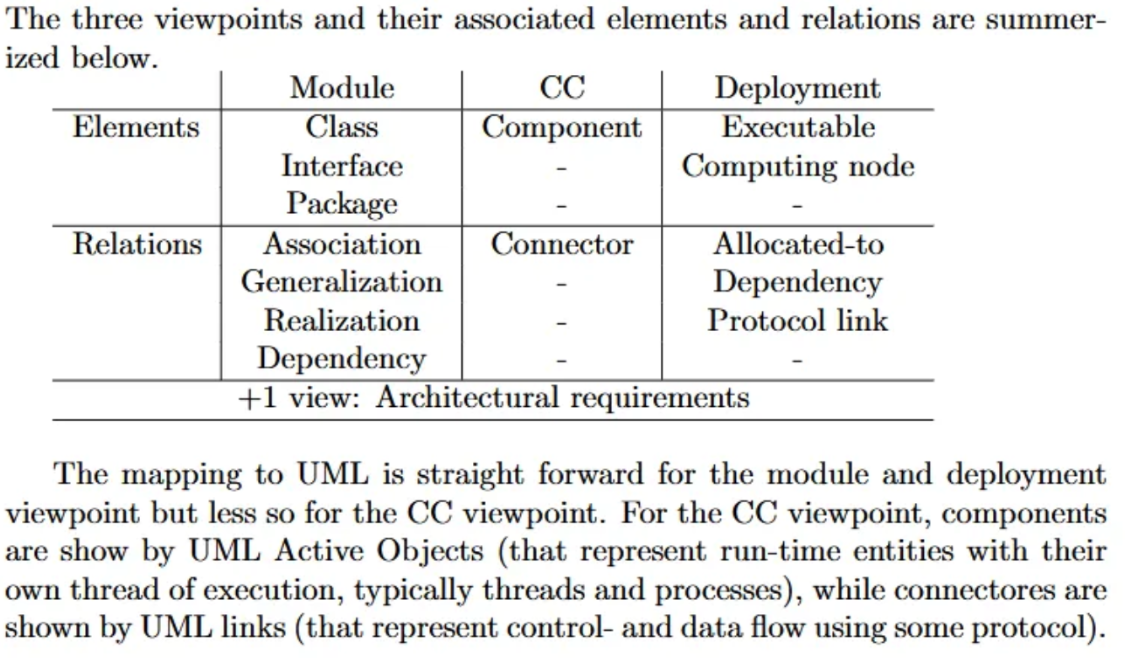 The three viewpoints and their associated elements and relations are summer-
ized below.
Module CC Deployment
Elements Class Component Executable
Interface - Computing node
Package - -
Relations Association Connector Allocated-to
Generalization - Dependency
Realization - Protocol link
Dependency - -
+1 view: Architectural requirements
The mapping to UML is straight forward for the module and deployment
viewpoint but less so for the CC viewpoint. For the CC viewpoint, components
are show by UML Active Objects (that represent run-time entities with their
own thread of execution, typically threads and processes), while connectores are
shown by UML links (that represent control- and data flow using some protocol).